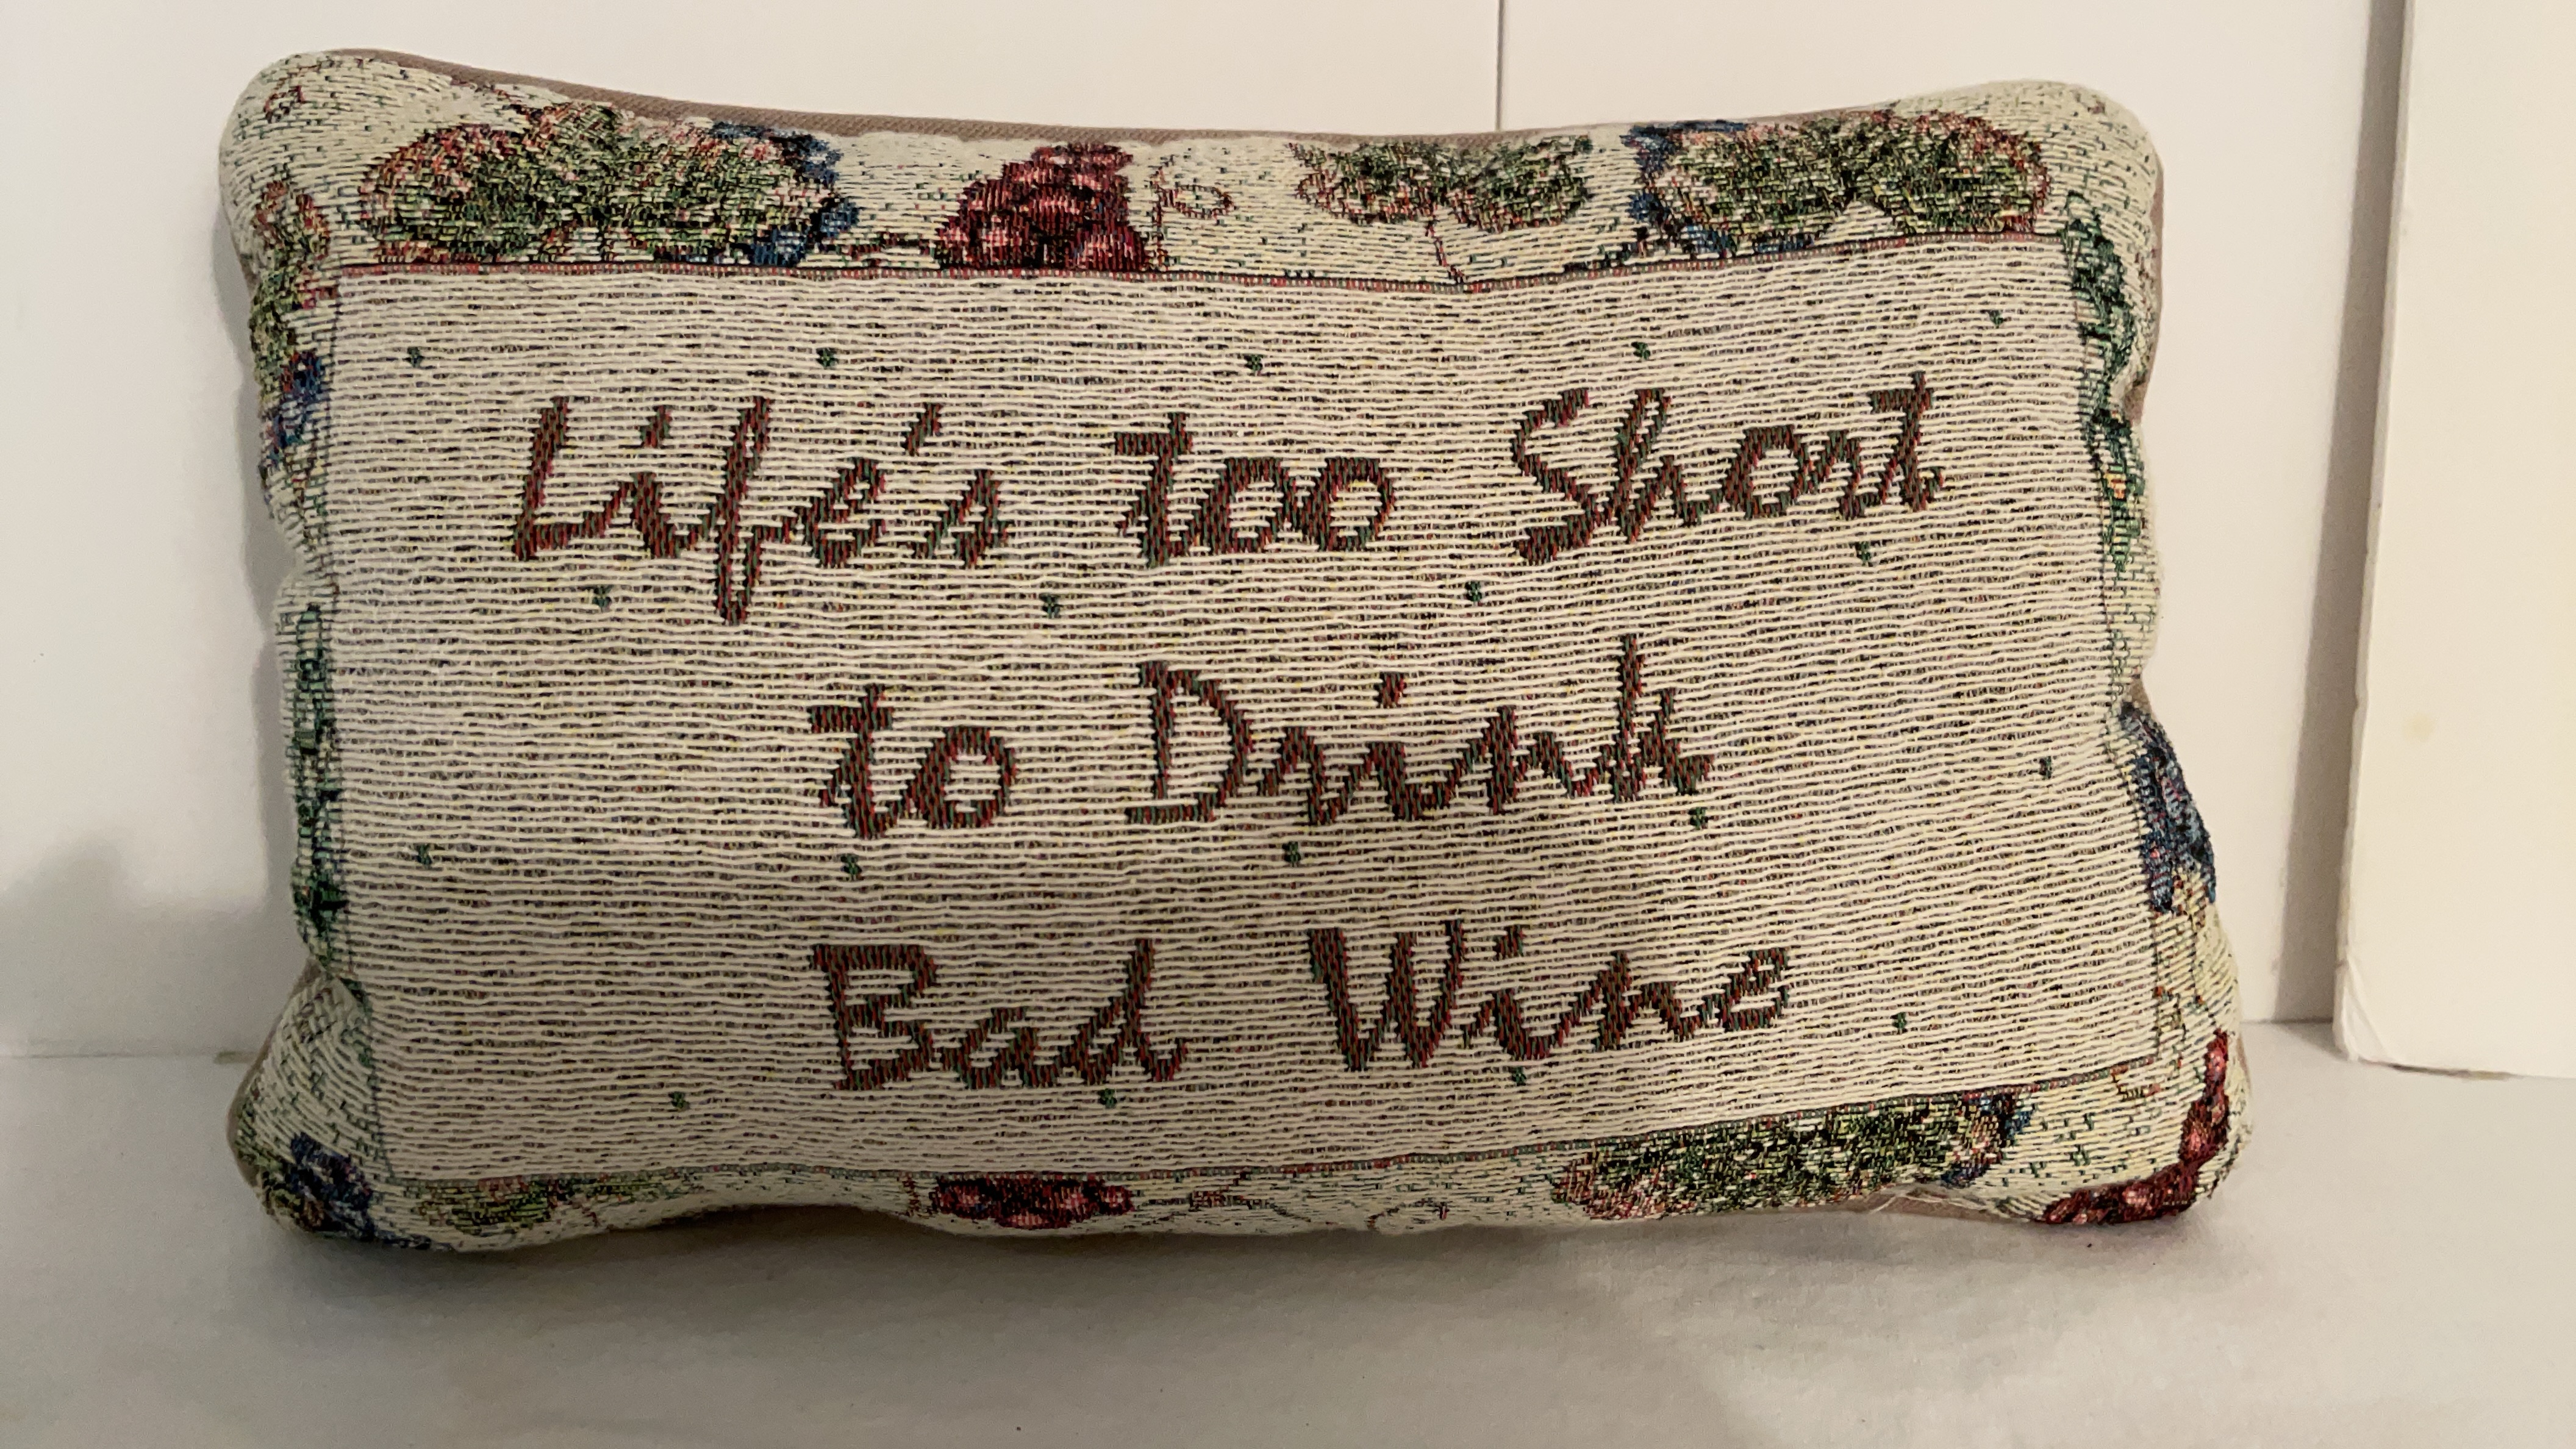 Life's too Short
to Drink
Bad Wine